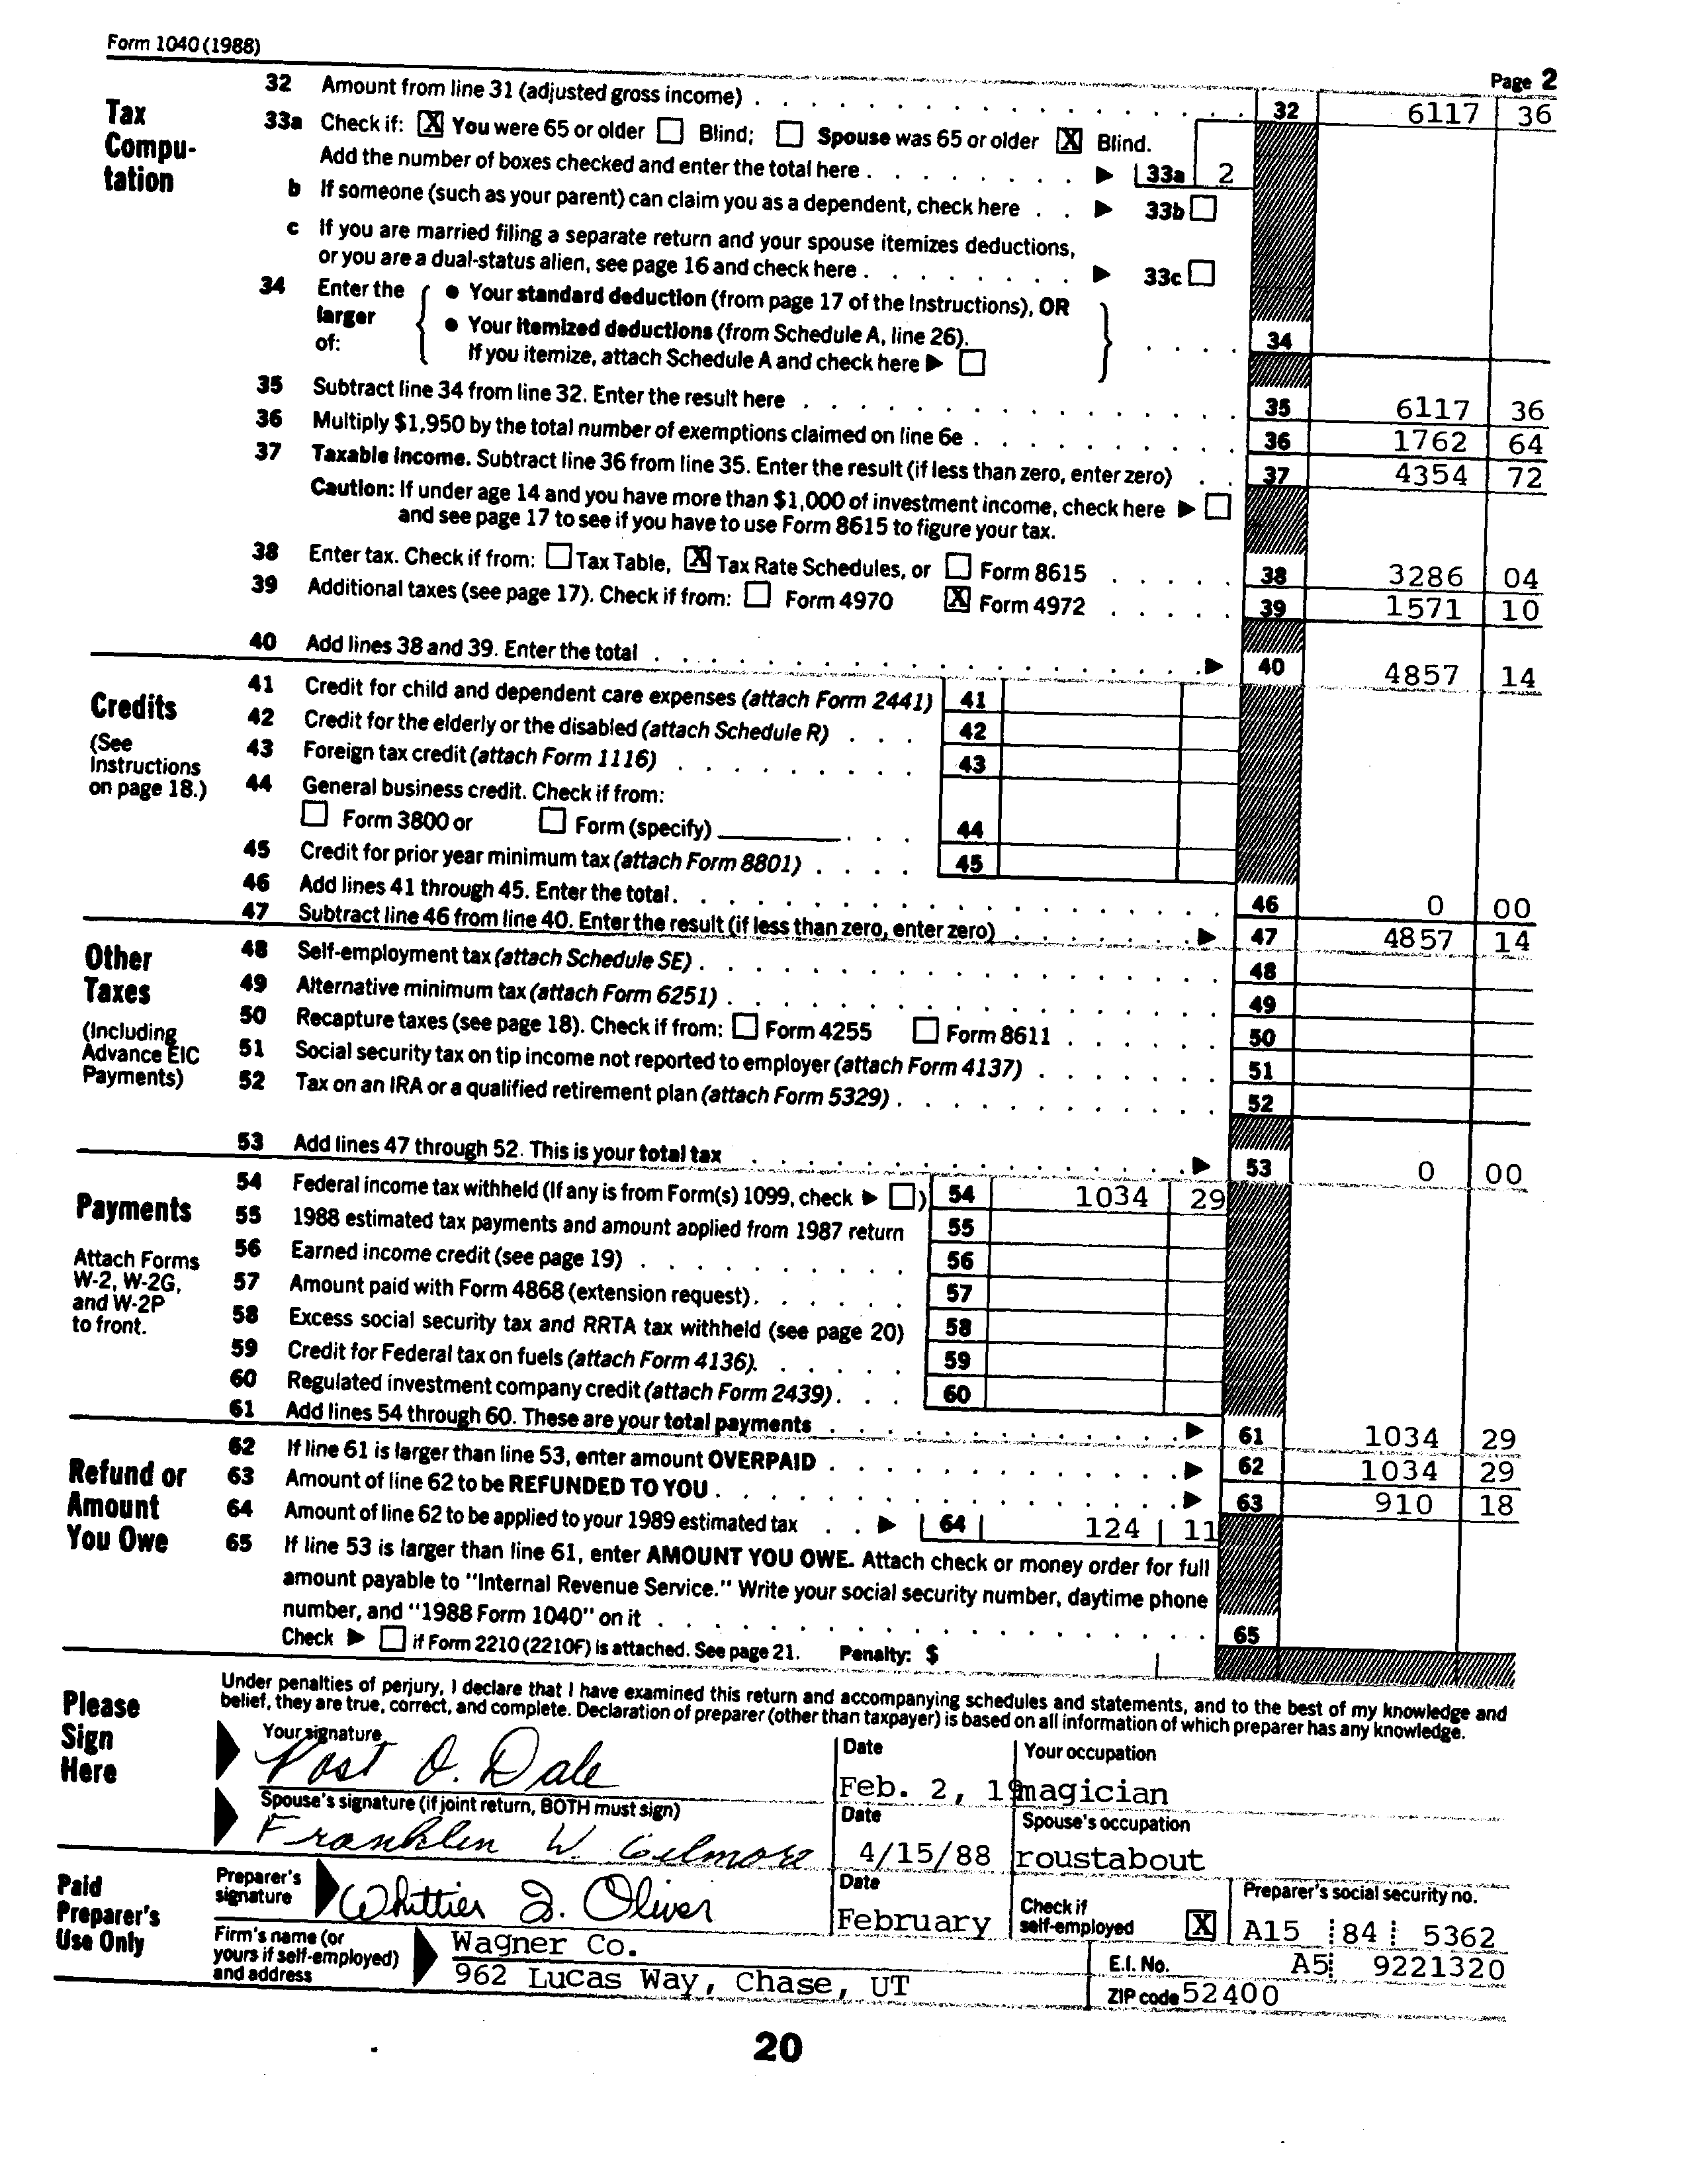 Form 1040 (1988)
Page 2
Tax Compu-tation
32 Amount from line 31 (adjusted gross income) . . . . 32 6117 36
33a Check if: [X] You were 65 or older ☐ Blind; ☐ Spouse was 65 or older [X] Blind.
Add the number of boxes checked and enter the total here . . . . ▶ 33a 2
b If someone (such as your parent) can claim you as a dependent, check here . . ▶ 33b ☐
c If you are married filing a separate return and your spouse itemizes deductions,
or you are a dual-status alien, see page 16 and check here . . . . ▶ 33c ☐
34 Enter the larger of: { ● Your standard deduction (from page 17 of the Instructions), OR
● Your itemized deductions (from Schedule A, line 26).
If you itemize, attach Schedule A and check here ▶ ☐ } . . . . 34
35 Subtract line 34 from line 32. Enter the result here . . . . 35 6117 36
36 Multiply $1,950 by the total number of exemptions claimed on line 6e . . . . 36 1762 64
37 Taxable income. Subtract line 36 from line 35. Enter the result (if less than zero, enter zero) . . 37 4354 72
Caution: If under age 14 and you have more than $1,000 of investment income, check here ▶ ☐
and see page 17 to see if you have to use Form 8615 to figure your tax.
38 Enter tax. Check if from: ☐ Tax Table, [X] Tax Rate Schedules, or ☐ Form 8615 . . . . 38 3286 04
39 Additional taxes (see page 17). Check if from: ☐ Form 4970 [X] Form 4972 . . . . 39 1571 10
40 Add lines 38 and 39. Enter the total . . . . ▶ 40 4857 14
Credits
(See Instructions on page 18.)
41 Credit for child and dependent care expenses (attach Form 2441) 41
42 Credit for the elderly or the disabled (attach Schedule R) . . . 42
43 Foreign tax credit (attach Form 1116) . . . . 43
44 General business credit. Check if from:
☐ Form 3800 or ☐ Form (specify) ________ . . . 44
45 Credit for prior year minimum tax (attach Form 8801) . . . . 45
46 Add lines 41 through 45. Enter the total . . . . 46 0 00
47 Subtract line 46 from line 40. Enter the result (if less than zero, enter zero) . . . . ▶ 47 4857 14
Other Taxes
(Including Advance EIC Payments)
48 Self-employment tax (attach Schedule SE) . . . . 48
49 Alternative minimum tax (attach Form 6251) . . . . 49
50 Recapture taxes (see page 18). Check if from: ☐ Form 4255 ☐ Form 8611 . . . . 50
51 Social security tax on tip income not reported to employer (attach Form 4137) . . . . 51
52 Tax on an IRA or a qualified retirement plan (attach Form 5329) . . . . 52
53 Add lines 47 through 52. This is your total tax . . . . ▶ 53 0 00
Payments
Attach Forms W-2, W-2G, and W-2P to front.
54 Federal income tax withheld (If any is from Form(s) 1099, check ▶ ☐) 54 1034 29
55 1988 estimated tax payments and amount applied from 1987 return 55
56 Earned income credit (see page 19) . . . . 56
57 Amount paid with Form 4868 (extension request) . . . . 57
58 Excess social security tax and RRTA tax withheld (see page 20) 58
59 Credit for Federal tax on fuels (attach Form 4136) . . . . 59
60 Regulated investment company credit (attach Form 2439) . . . 60
61 Add lines 54 through 60. These are your total payments . . . . ▶ 61 1034 29
Refund or Amount You Owe
62 If line 61 is larger than line 53, enter amount OVERPAID . . . . ▶ 62 1034 29
63 Amount of line 62 to be REFUNDED TO YOU . . . . ▶ 63 910 18
64 Amount of line 62 to be applied to your 1989 estimated tax . . ▶ 64 124 11
65 If line 53 is larger than line 61, enter AMOUNT YOU OWE. Attach check or money order for full
amount payable to "Internal Revenue Service." Write your social security number, daytime phone
number, and "1988 Form 1040" on it . . . . 65
Check ▶ ☐ if Form 2210 (2210F) is attached. See page 21. Penalty: $
Please Sign Here
Under penalties of perjury, I declare that I have examined this return and accompanying schedules and statements, and to the best of my knowledge and
belief, they are true, correct, and complete. Declaration of preparer (other than taxpayer) is based on all information of which preparer has any knowledge.
Your signature Post O. Dale
Date Feb. 2, 19
Your occupation magician
Spouse's signature (if joint return, BOTH must sign) Franklin W. Gilmore
Date 4/15/88
Spouse's occupation roustabout
Paid Preparer's Use Only
Preparer's signature Whittier J. Oliver
Date February
Check if self-employed [X]
Preparer's social security no. A15 84 5362
Firm's name (or yours if self-employed) and address
Wagner Co.
962 Lucas Way, Chase, UT
E.I. No. A5 9221320
ZIP code 52400
20